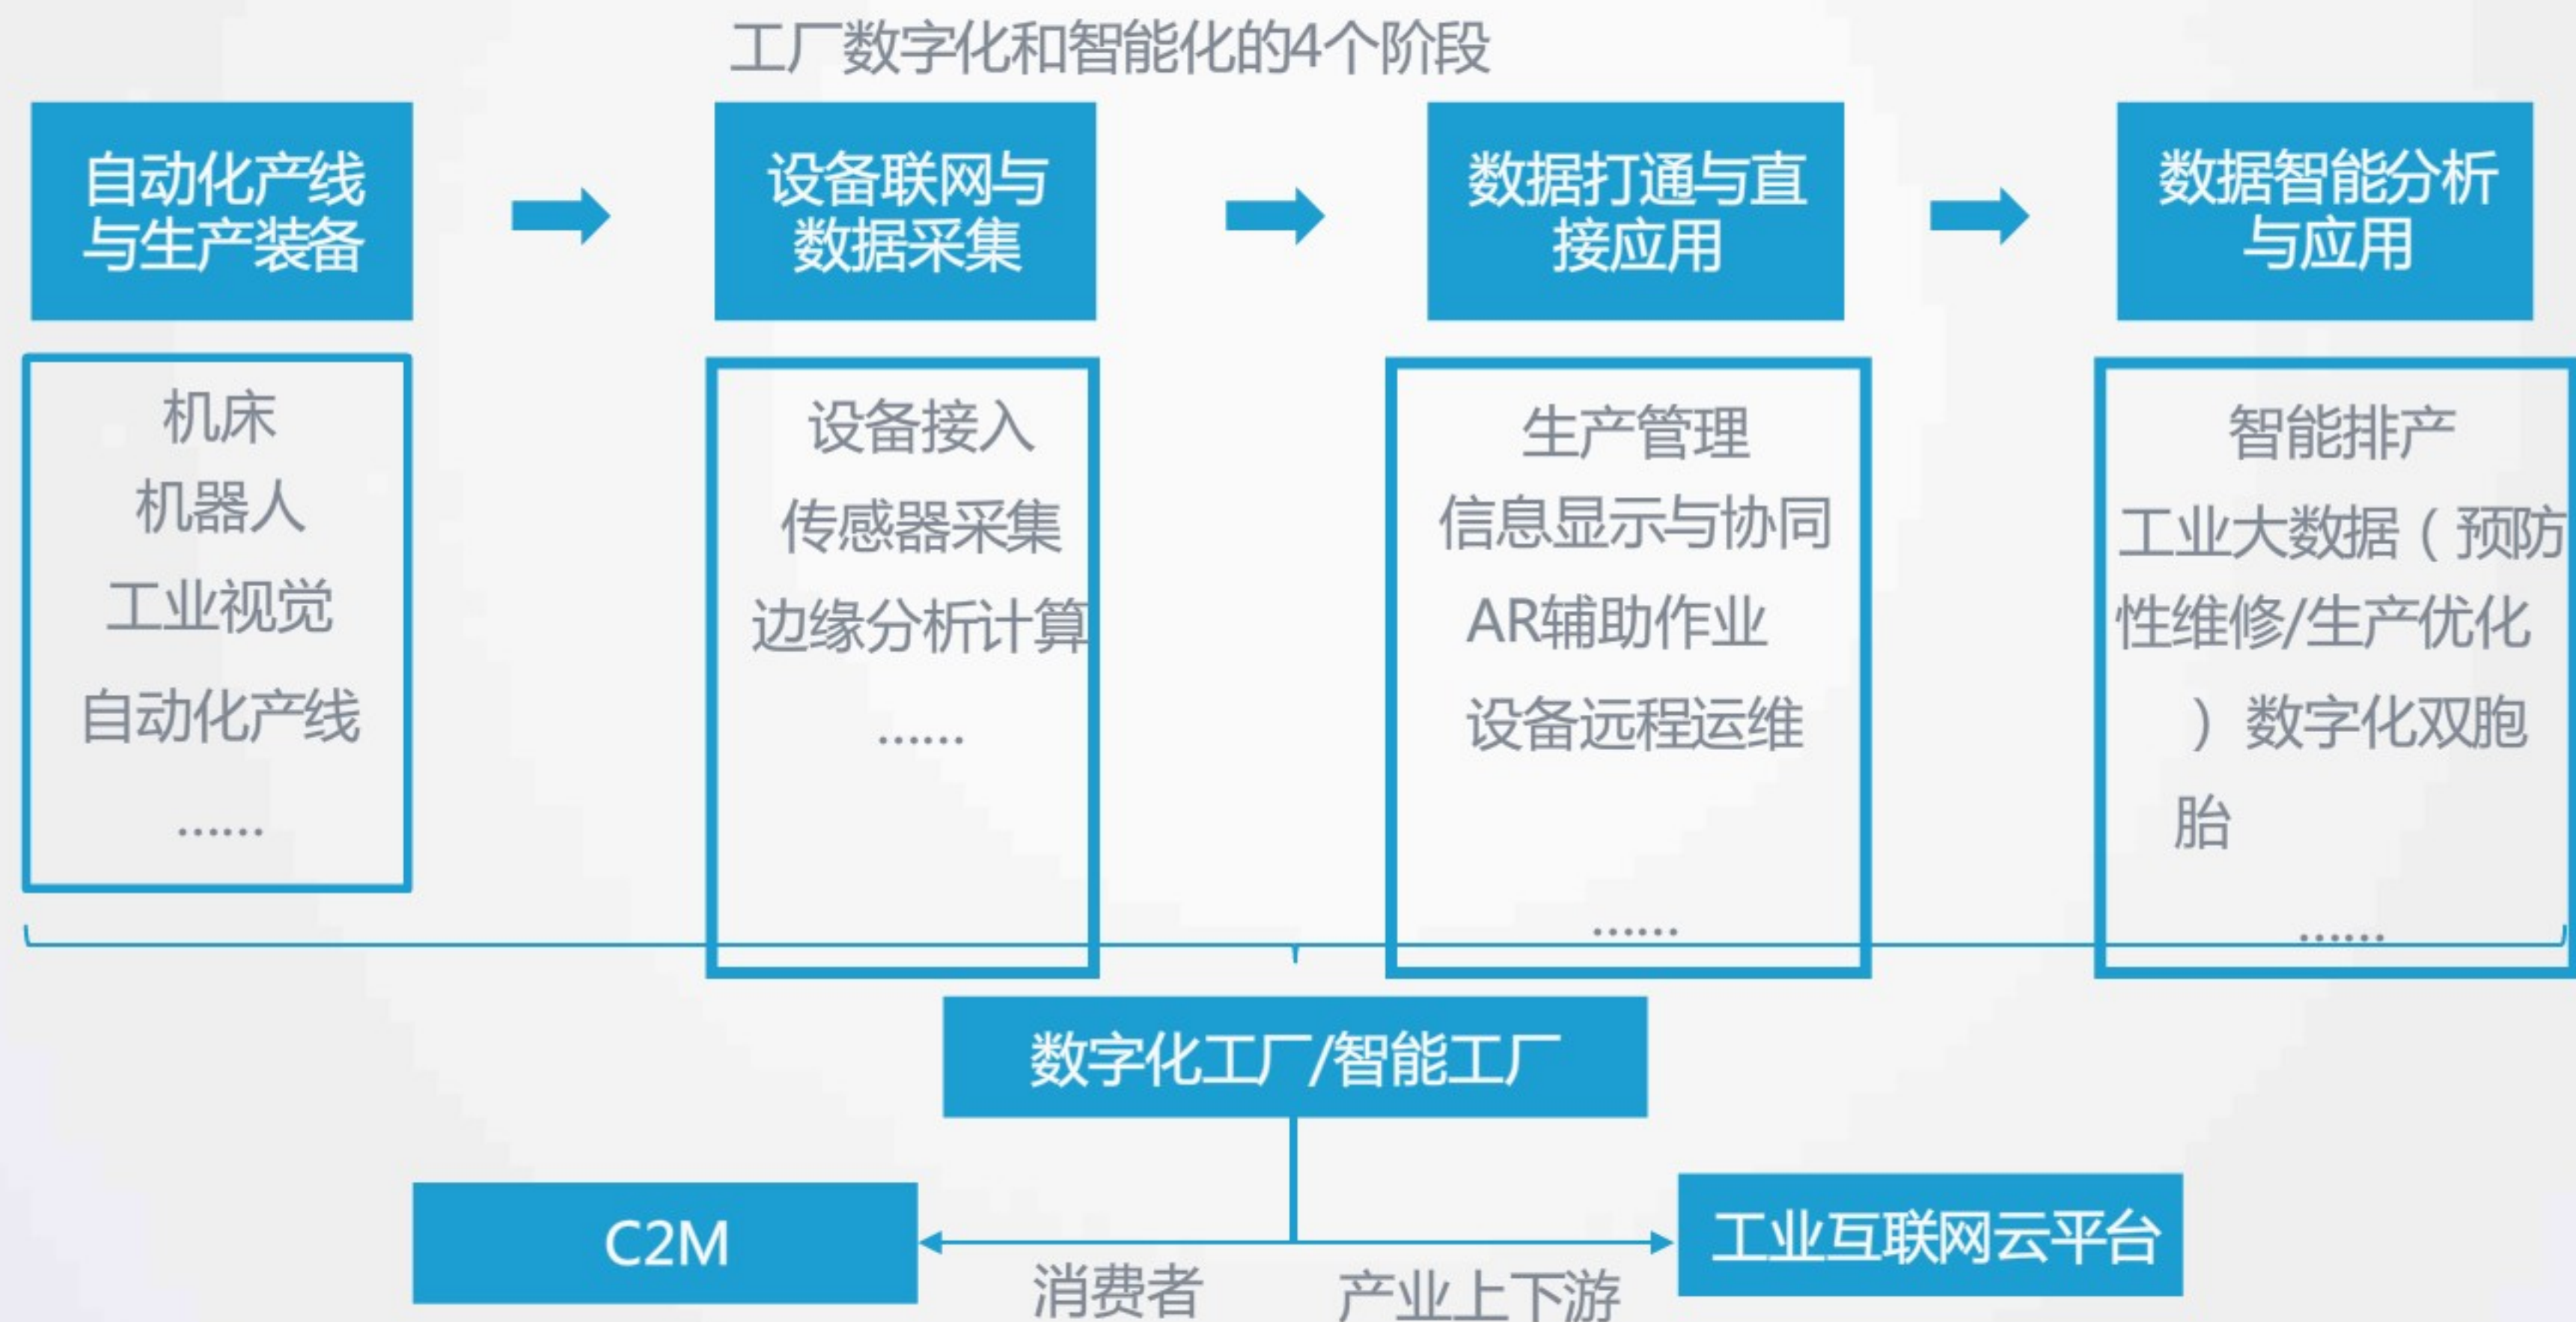 工厂数字化和智能化的4个阶段
自动化产线
与生产装备
设备联网与
数据采集
数据打通与直
接应用
数据智能分析
与应用
机床
机器人
工业视觉
自动化产线
……
设备接入
传感器采集
边缘分析计算
……
生产管理
信息显示与协同
AR辅助作业
设备远程运维
……
智能排产
工业大数据（预防
性维修/生产优化
）数字化双胞
胎
……
数字化工厂/智能工厂
C2M
工业互联网云平台
消费者
产业上下游